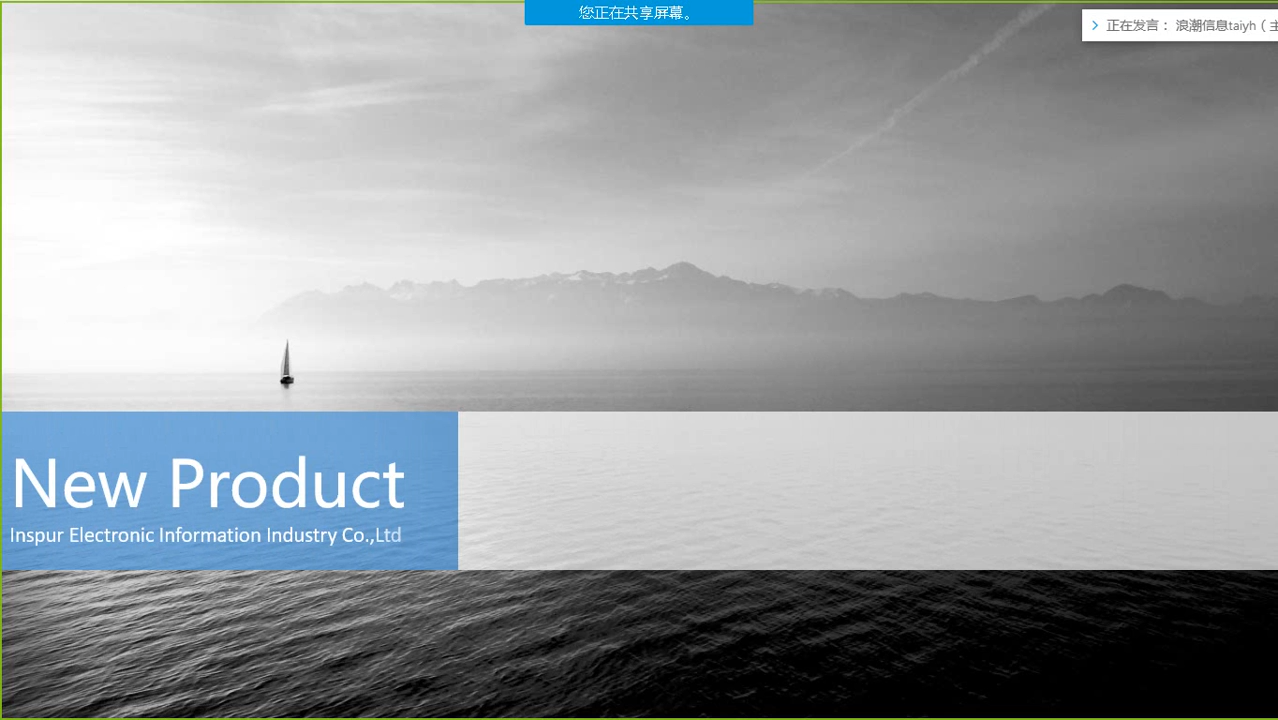 您正在共享屏幕。
正在发言： 浪潮信息taiyh（主
New Product
Inspur Electronic Information Industry Co.,Ltd